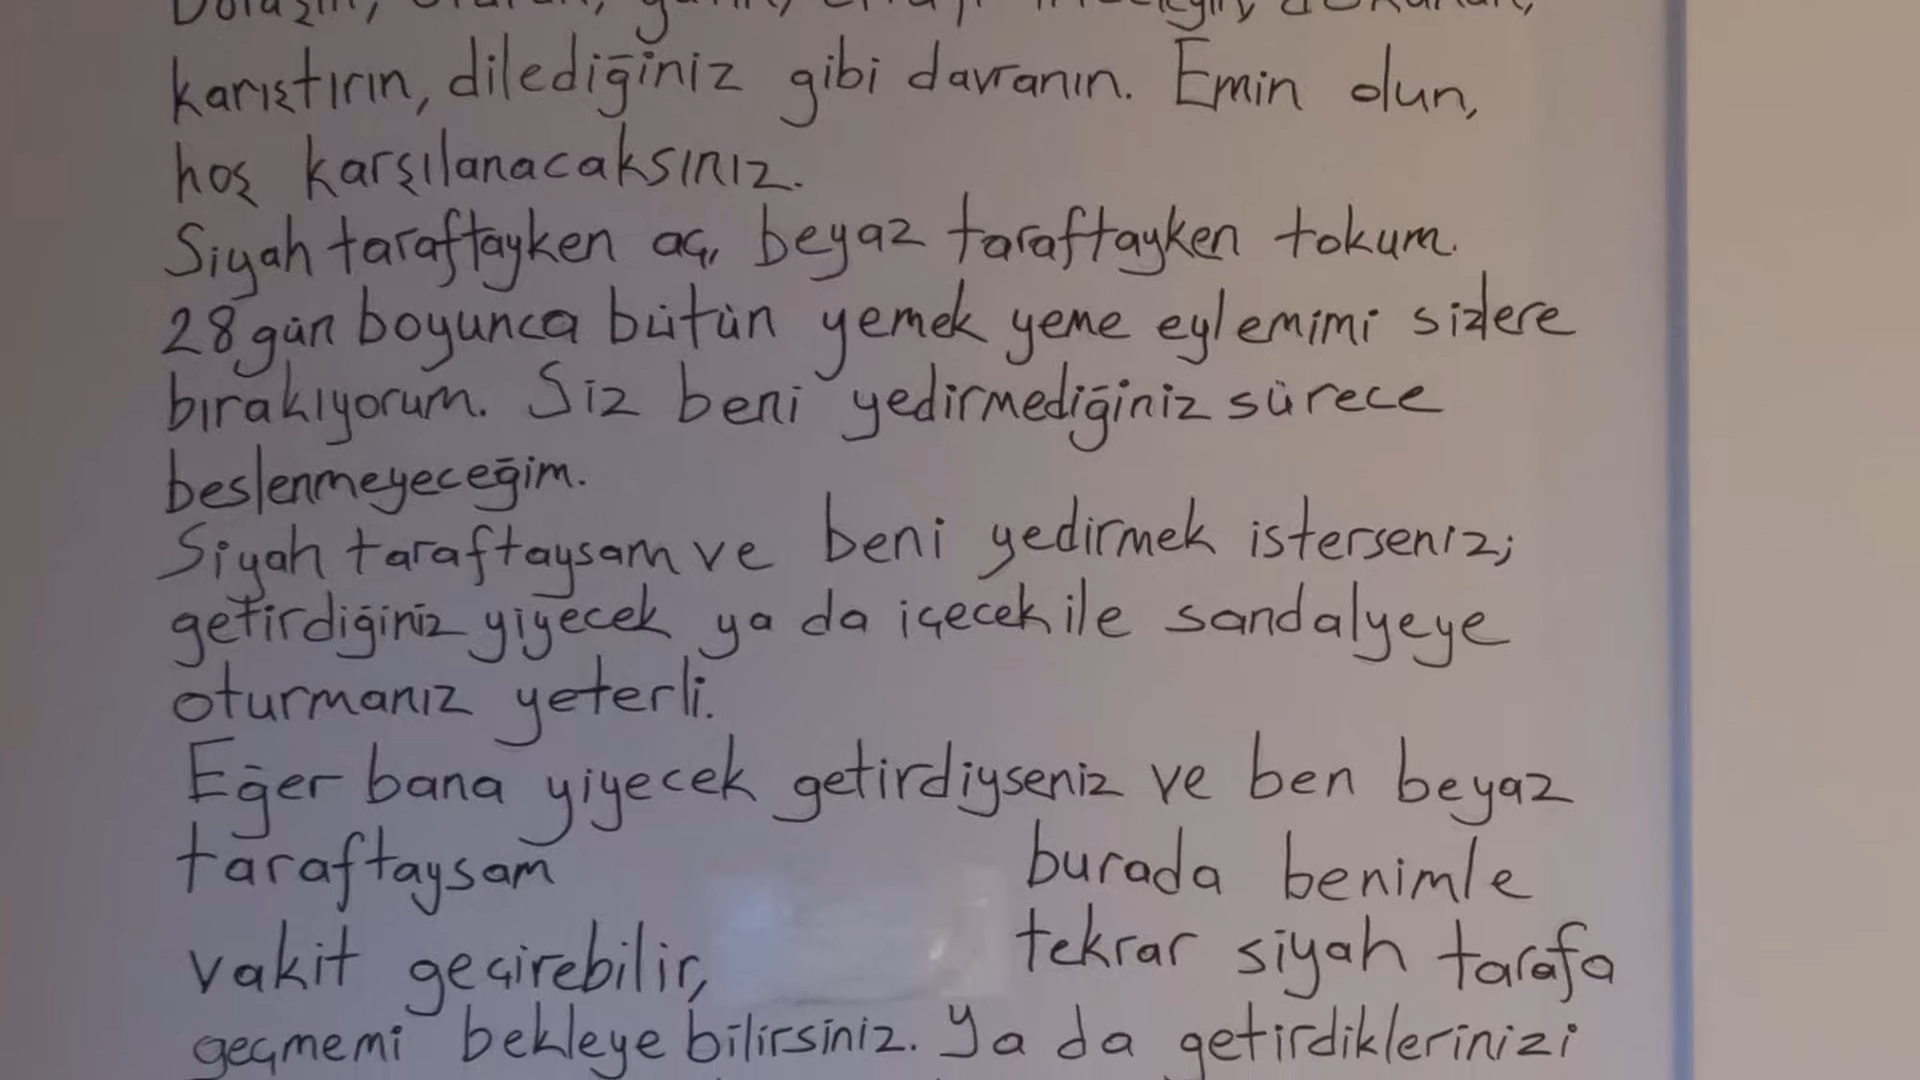 karıştırın, dilediğiniz gibi davranın. Emin olun,
hoş karşılanacaksınız.
Siyah taraftayken aç, beyaz taraftayken tokum.
28 gün boyunca bütün yemek yeme eylemimi sizlere
bırakıyorum. Siz beni yedirmediğiniz sürece
beslenmeyeceğim.
Siyah taraftaysam ve beni yedirmek isterseniz;
getirdiğiniz yiyecek ya da içecek ile sandalyeye
oturmanız yeterli.
Eğer bana yiyecek getirdiyseniz ve ben beyaz
taraftaysam burada benimle
vakit geçirebilir, tekrar siyah tarafa
geçmemi bekleyebilirsiniz. Ya da getirdiklerinizi